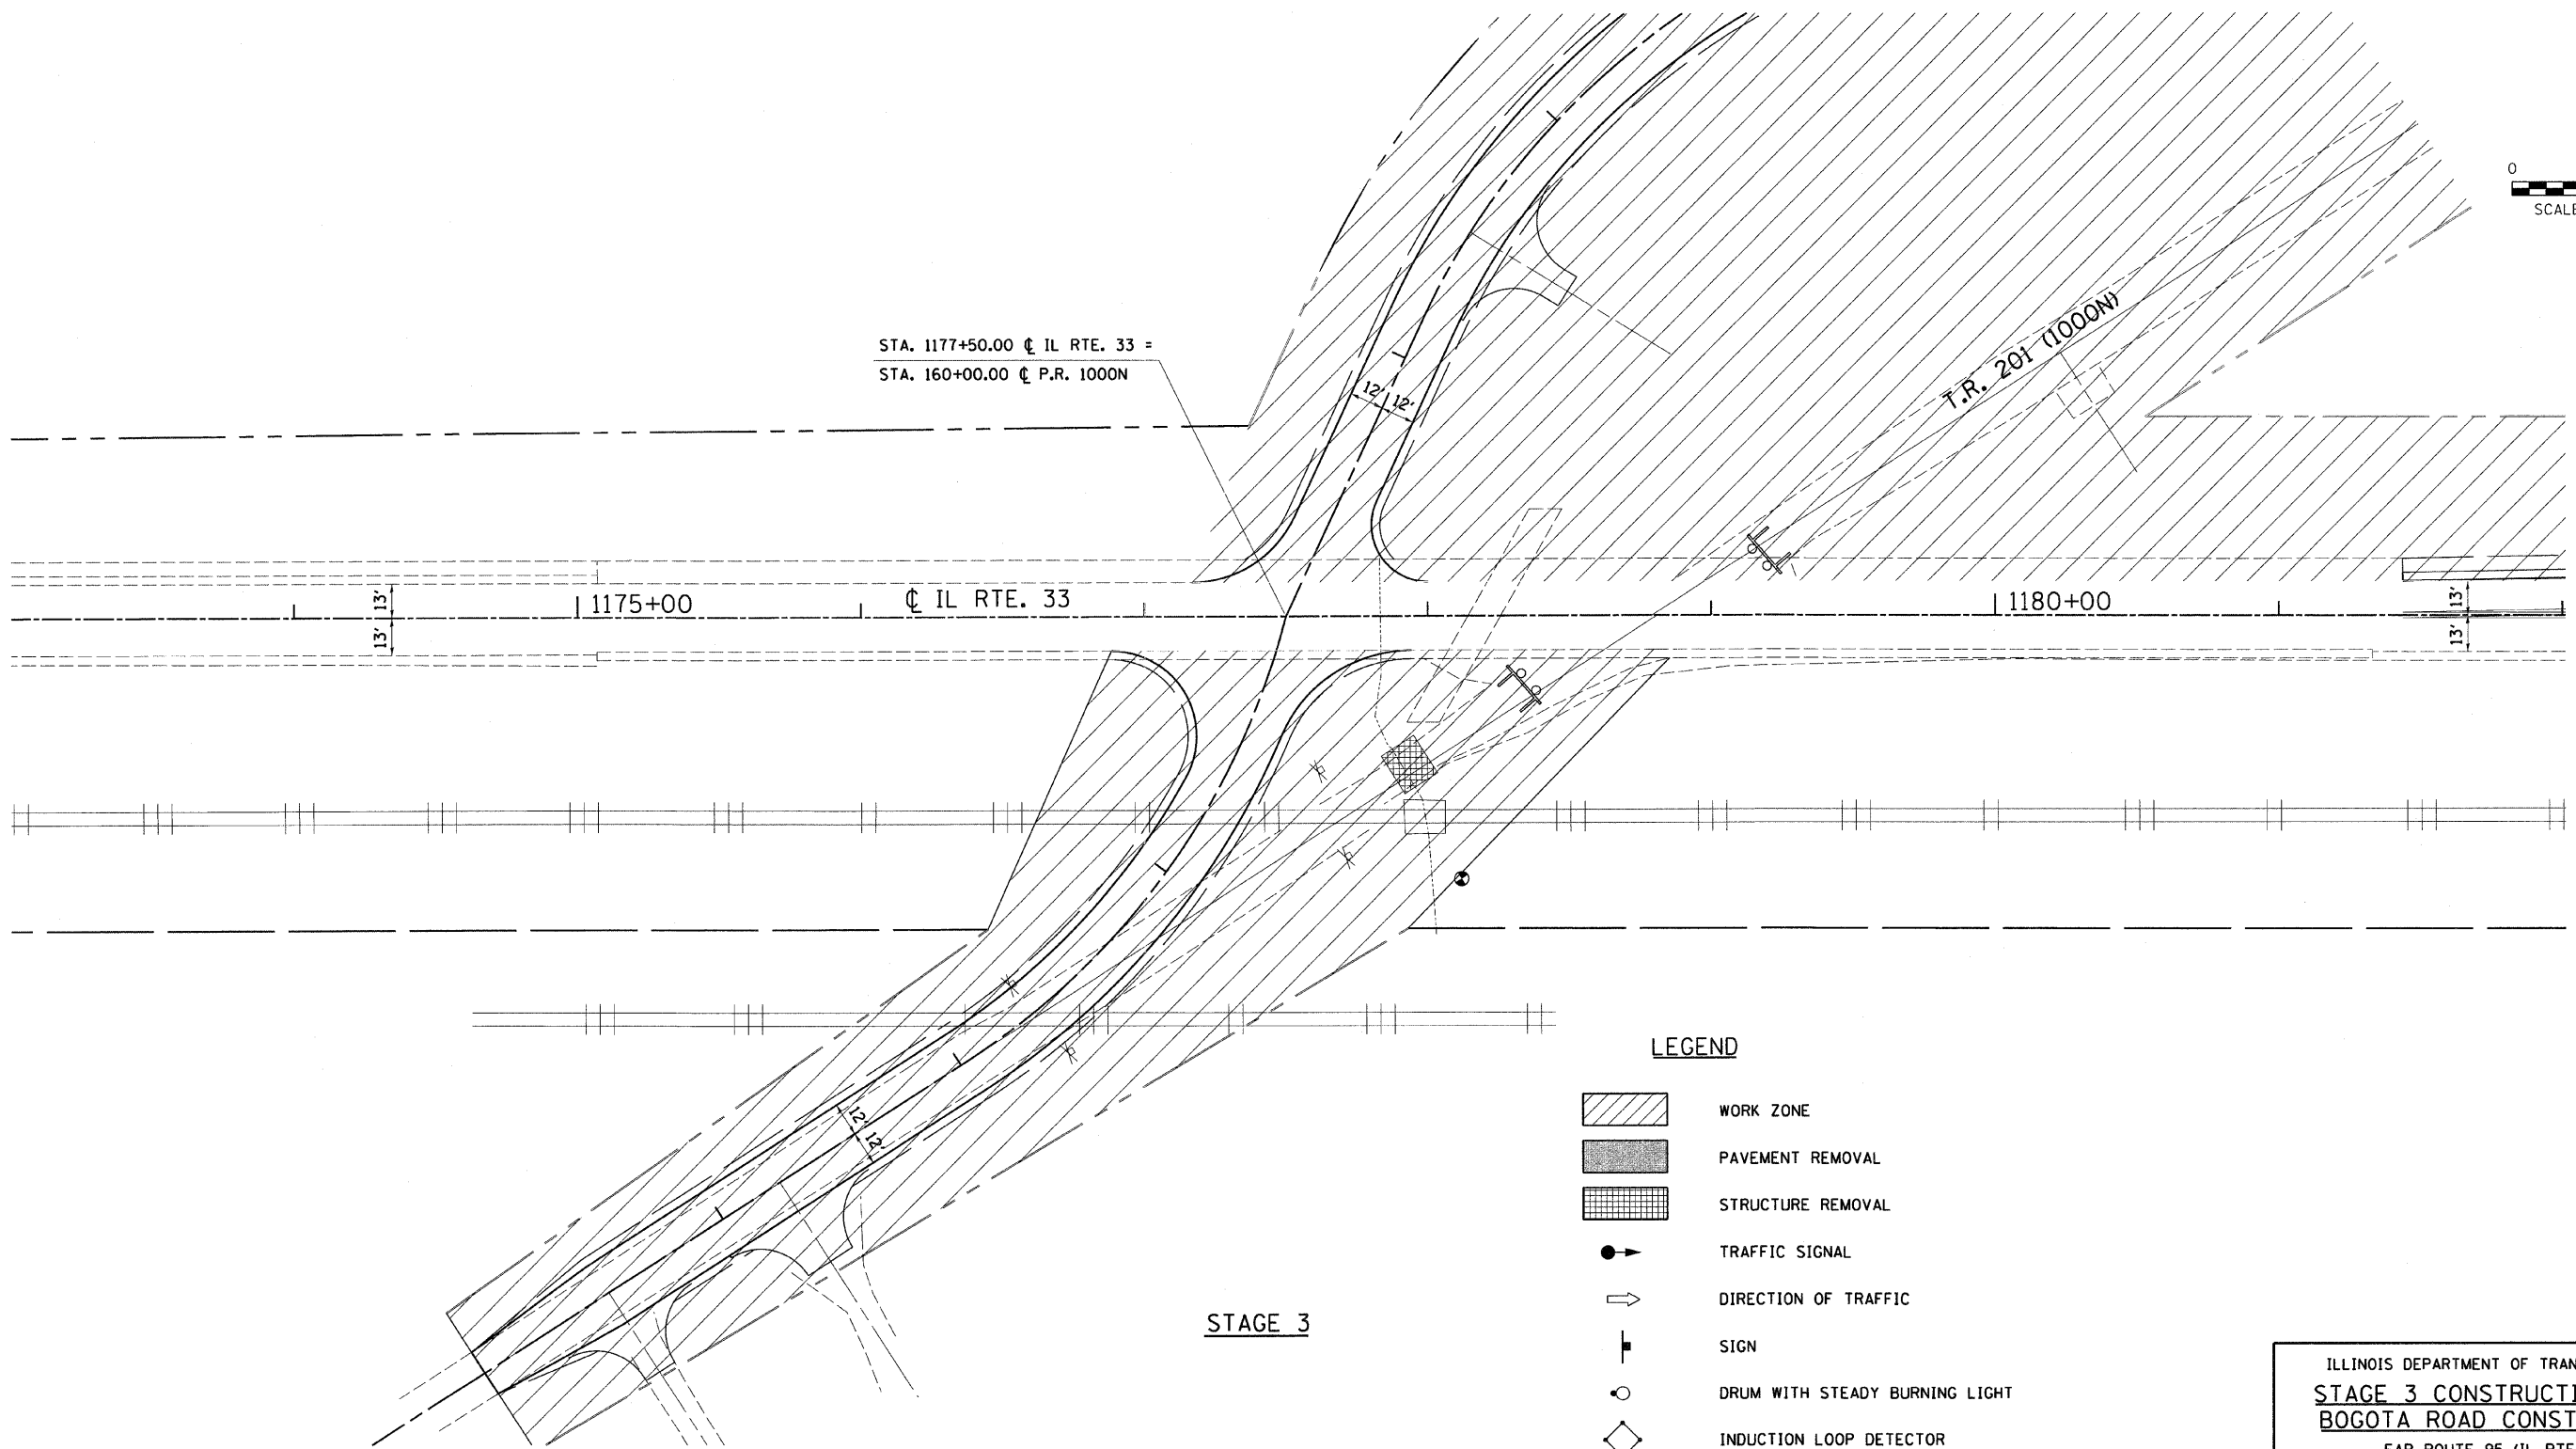 0
SCALE
STA. 1177+50.00 ℄ IL RTE. 33 =
STA. 160+00.00 ℄ P.R. 1000N
12' 12'
T.R. 201 (1000N)
13'
13'
1175+00
℄ IL RTE. 33
1180+00
13'
13'
12' 12'
LEGEND
WORK ZONE
PAVEMENT REMOVAL
STRUCTURE REMOVAL
TRAFFIC SIGNAL
DIRECTION OF TRAFFIC
SIGN
DRUM WITH STEADY BURNING LIGHT
INDUCTION LOOP DETECTOR
STAGE 3
ILLINOIS DEPARTMENT OF TRAN
STAGE 3 CONSTRUCTI
BOGOTA ROAD CONST